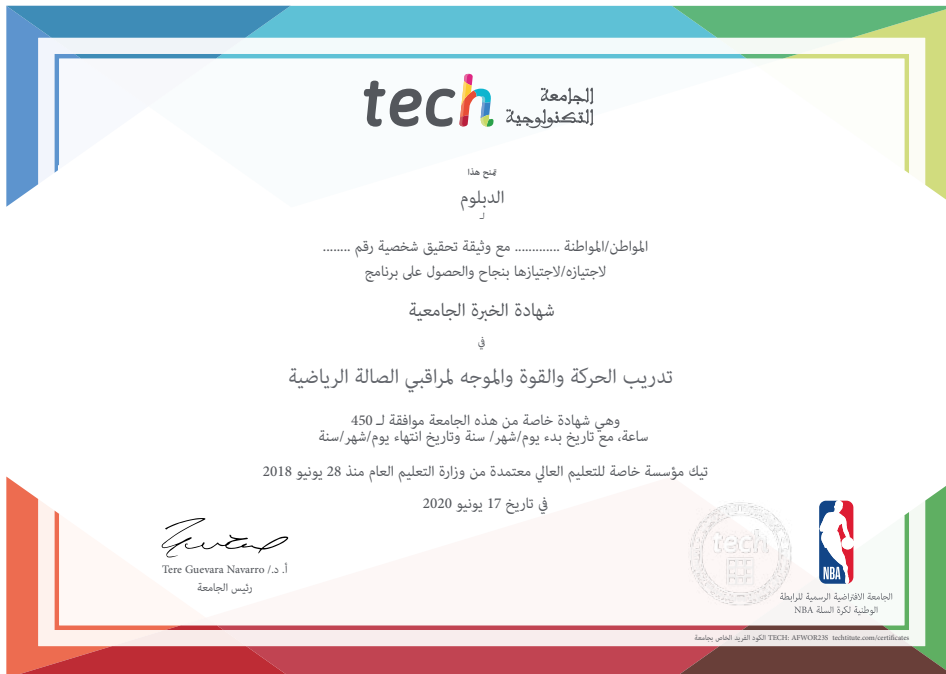 tech الجامعة
التكنولوجية
يمنح هذا
الدبلوم
لـ
المواطن/المواطنة ............ مع وثيقة تحقيق شخصية رقم ........
لاجتيازه/لاجتيازها بنجاح والحصول على برنامج
شهادة الخبرة الجامعية
في
تدريب الحركة والقوة والموجه لمراقبي الصالة الرياضية
وهي شهادة خاصة من هذه الجامعة موافقة لـ 450
ساعة، مع تاريخ بدء يوم/شهر/ سنة وتاريخ انتهاء يوم/شهر/سنة
تيك مؤسسة خاصة للتعليم العالي معتمدة من وزارة التعليم العام منذ 28 يونيو 2018
في تاريخ 17 يونيو 2020
أ. د./ Tere Guevara Navarro
رئيس الجامعة
tech
NBA
الجامعة الافتراضية الرسمية للرابطة
الوطنية لكرة السلة NBA
الكود الفريد الخاص بجامعة TECH: AFWOR235 techtitute.com/certificates